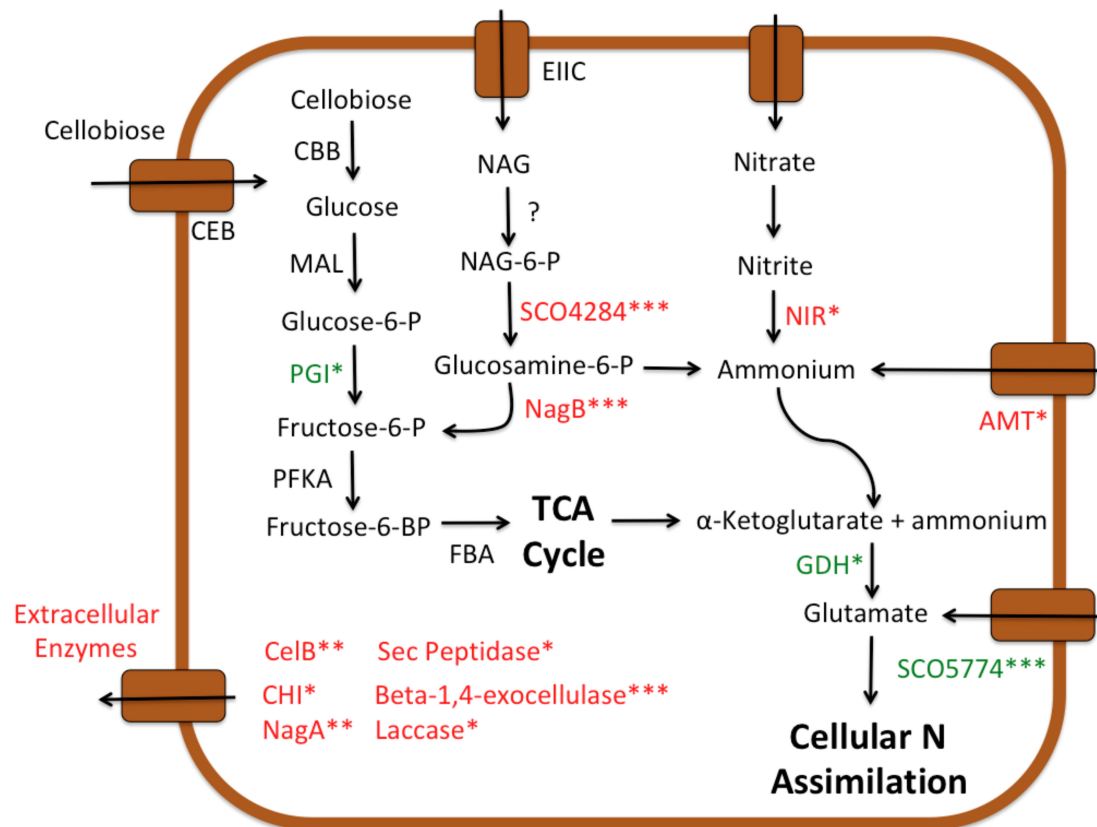 EIIC
Cellobiose
Cellobiose
CBB
NAG
Nitrate
CEB
Glucose
?
MAL
NAG-6-P
Nitrite
SCO4284***
NIR*
Glucose-6-P
PGI*
Glucosamine-6-P
Ammonium
NagB***
AMT*
Fructose-6-P
PFKA
Fructose-6-BP
FBA
TCA
Cycle
α-Ketoglutarate + ammonium
GDH*
Glutamate
SCO5774***
Extracellular
Enzymes
CelB** Sec Peptidase*
CHI* Beta-1,4-exocellulase***
NagA** Laccase*
Cellular N
Assimilation